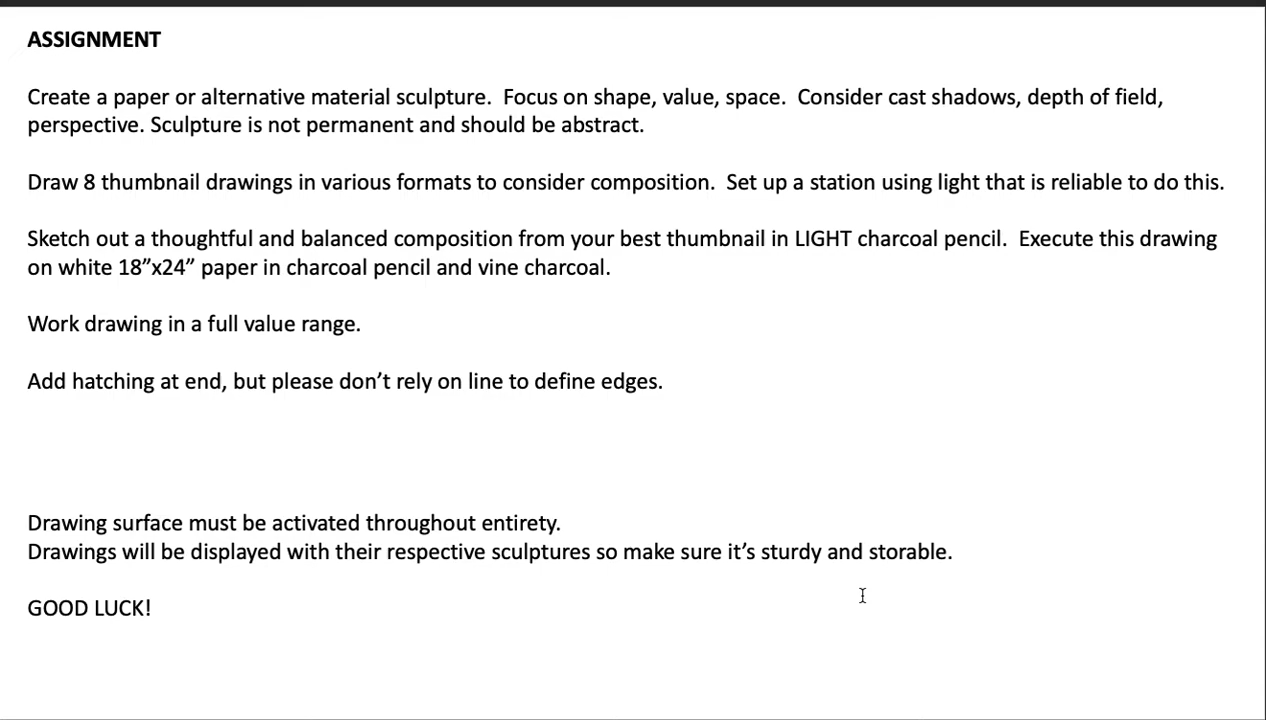 ASSIGNMENT
Create a paper or alternative material sculpture.  Focus on shape, value, space.  Consider cast shadows, depth of field,
perspective. Sculpture is not permanent and should be abstract.
Draw 8 thumbnail drawings in various formats to consider composition.  Set up a station using light that is reliable to do this.
Sketch out a thoughtful and balanced composition from your best thumbnail in LIGHT charcoal pencil.  Execute this drawing
on white 18”x24” paper in charcoal pencil and vine charcoal.
Work drawing in a full value range.
Add hatching at end, but please don’t rely on line to define edges.
Drawing surface must be activated throughout entirety.
Drawings will be displayed with their respective sculptures so make sure it’s sturdy and storable.
GOOD LUCK!